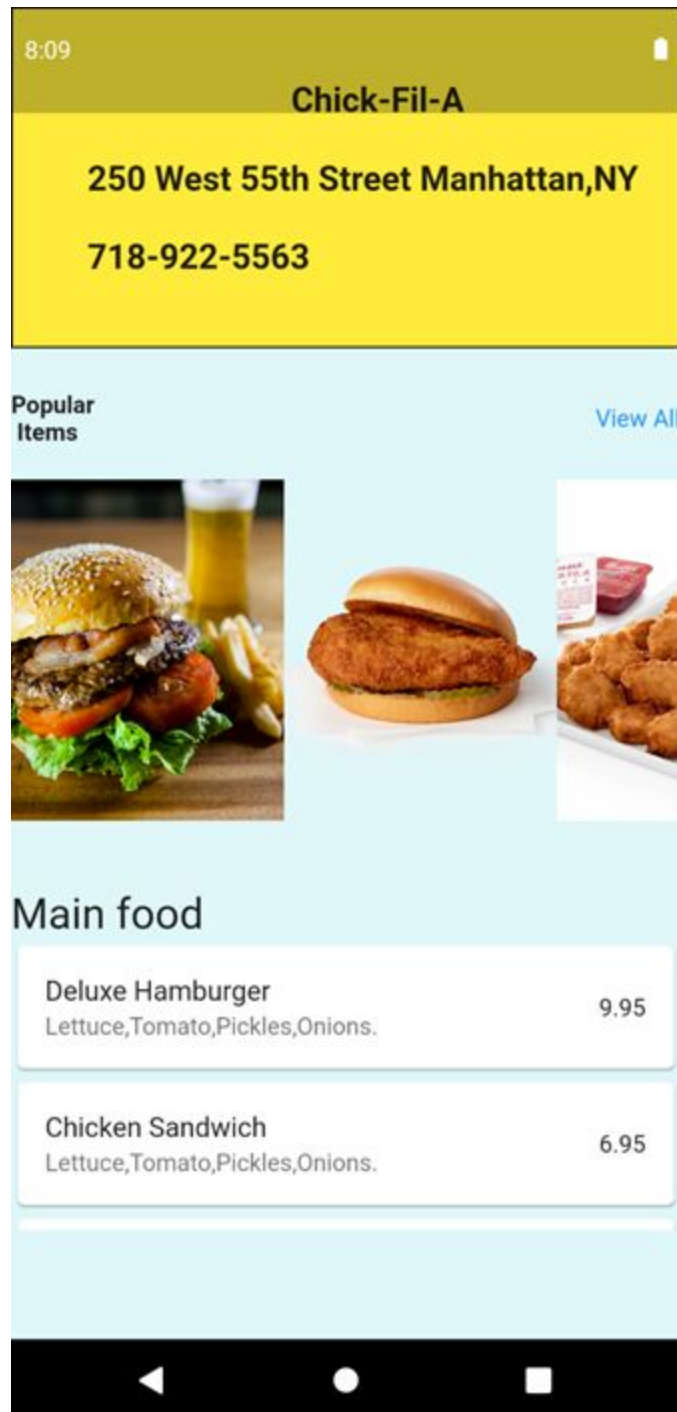 8:09
Chick-Fil-A
250 West 55th Street Manhattan,NY
718-922-5563
Popular
Items
View All
Main food
Deluxe Hamburger
9.95
Lettuce,Tomato,Pickles,Onions.
Chicken Sandwich
6.95
Lettuce,Tomato,Pickles,Onions.